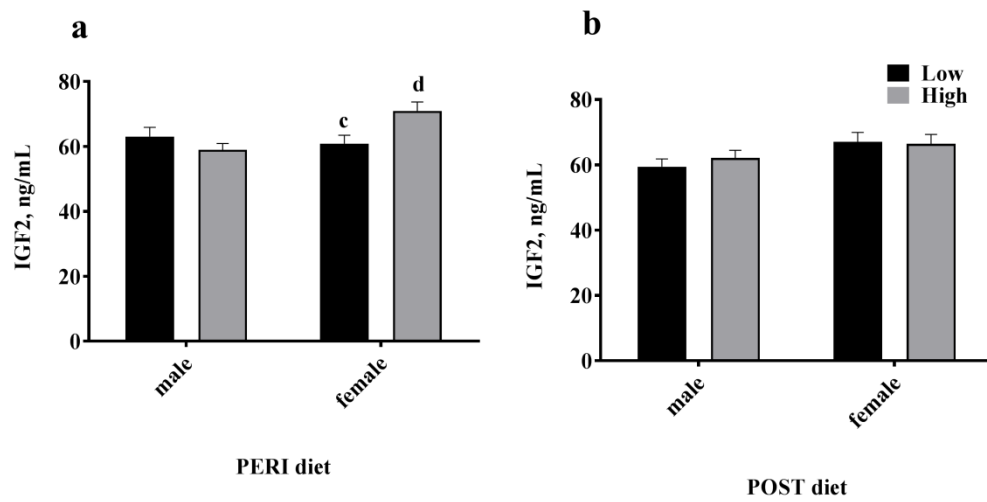 a
80
60
40
20
0
IGF2, ng/mL
c
d
male
female
PERI diet
b
Low
High
80
60
40
20
0
IGF2, ng/mL
male
female
POST diet